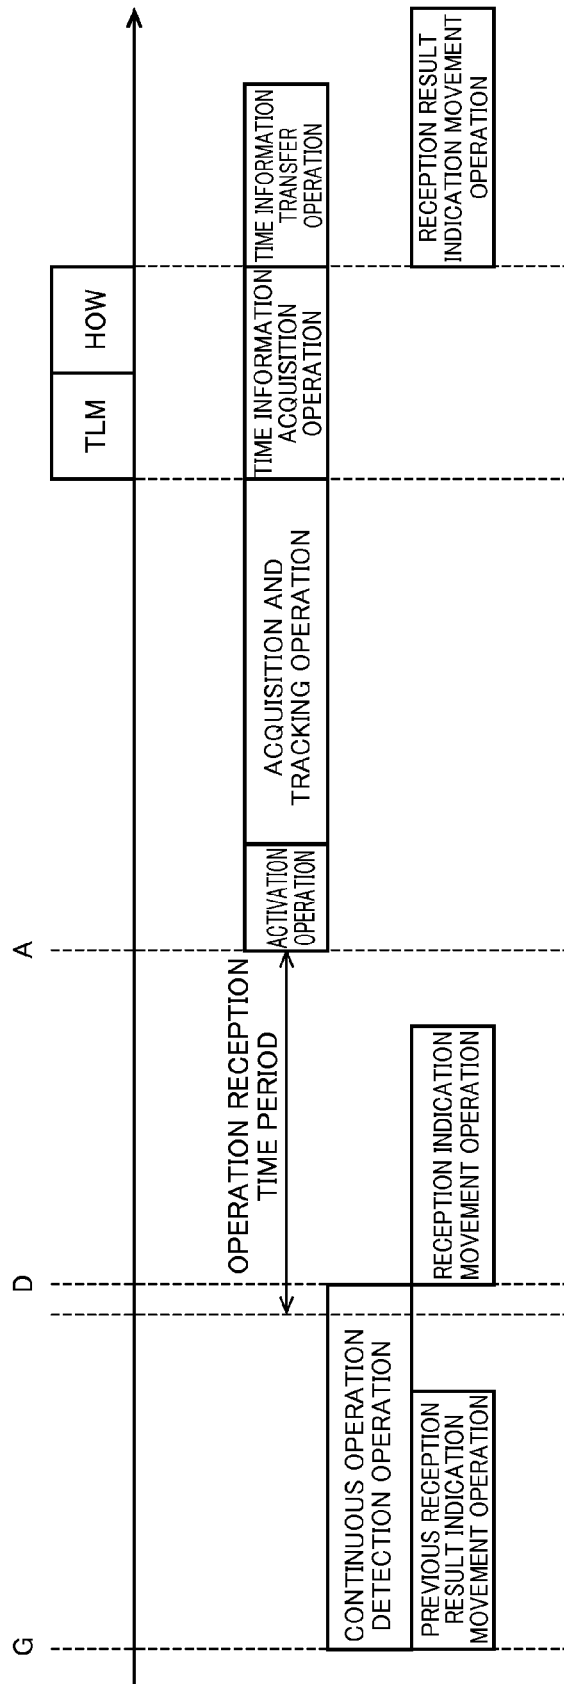 G
D
A
TLM
HOW
OPERATION RECEPTION
TIME PERIOD
ACTIVATION
OPERATION
ACQUISITION AND
TRACKING OPERATION
TIME INFORMATION
ACQUISITION
OPERATION
TIME INFORMATION
TRANSFER
OPERATION
CONTINUOUS OPERATION
DETECTION OPERATION
PREVIOUS RECEPTION
RESULT INDICATION
MOVEMENT OPERATION
RECEPTION INDICATION
MOVEMENT OPERATION
RECEPTION RESULT
INDICATION MOVEMENT
OPERATION